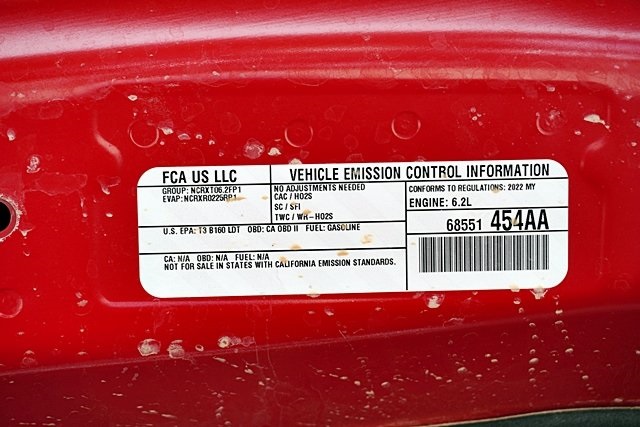 FCA US LLC
VEHICLE EMISSION CONTROL INFORMATION
GROUP: NCRXT06.2FP1
EVAP: NCRXR0225RP1
NO ADJUSTMENTS NEEDED
CAC / HO2S
SC / SFI
TWC / WR-HO2S
CONFORMS TO REGULATIONS: 2022 MY
ENGINE: 6.2L
U.S. EPA: T3 B160 LDT OBD: CA OBD II FUEL: GASOLINE
68551 454AA
CA: N/A OBD: N/A FUEL: N/A
NOT FOR SALE IN STATES WITH CALIFORNIA EMISSION STANDARDS.